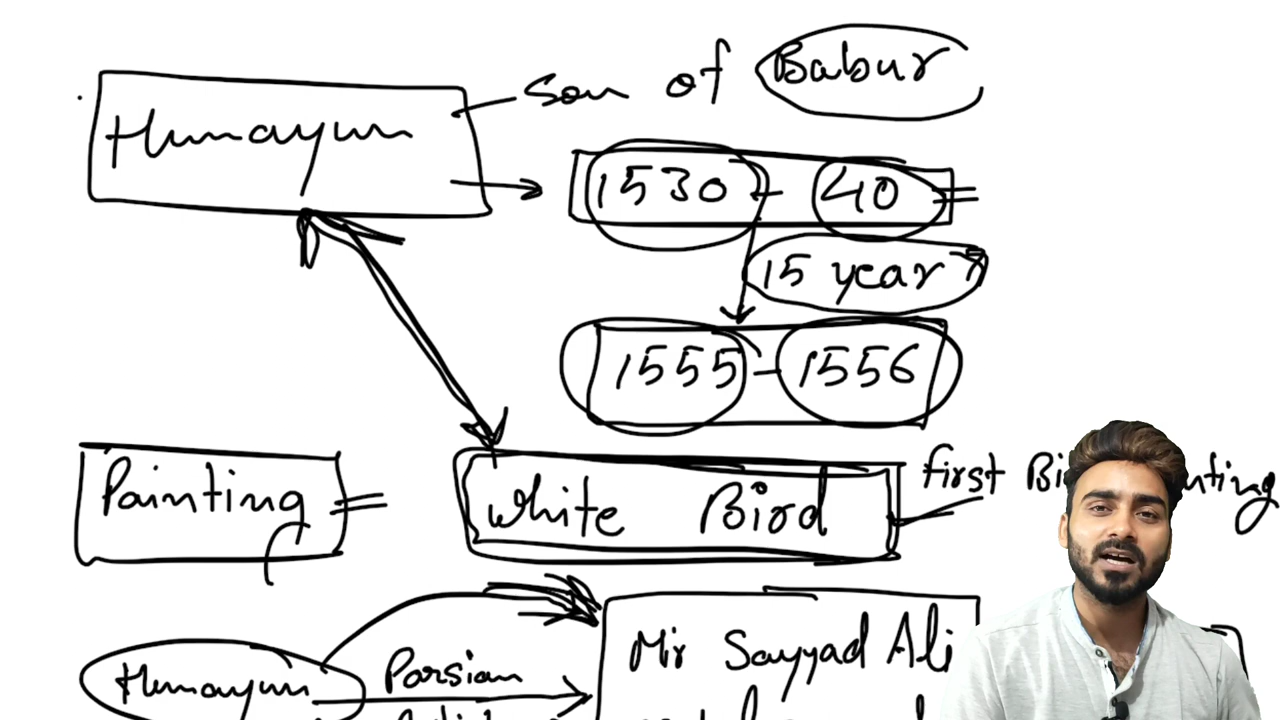 Humayun
son of Babur
1530 - 40
15 year
1555 - 1556
Painting
White Bird
first
Humayun
Parsian
Mir Sayyad Ali